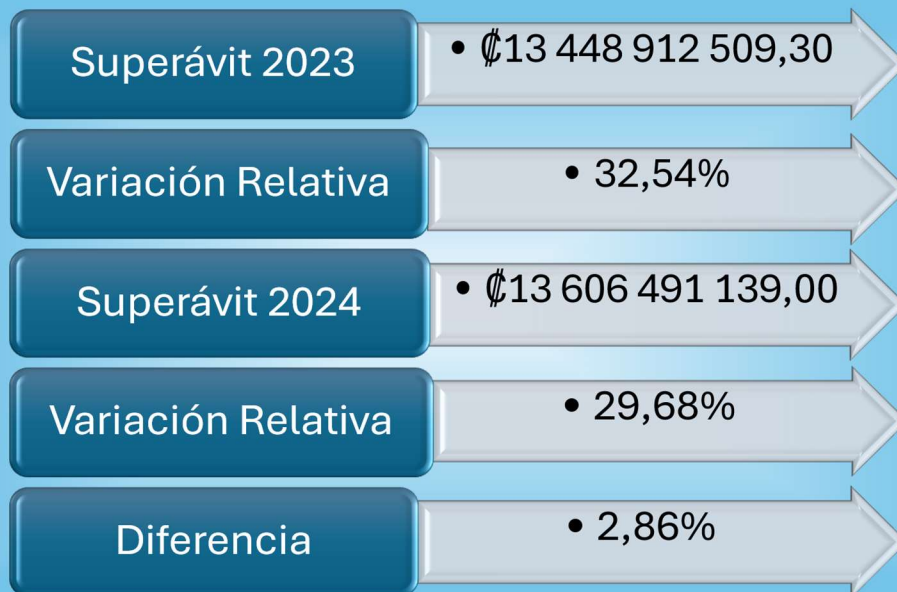 Superávit 2023
• ₡13 448 912 509,30
Variación Relativa
• 32,54%
Superávit 2024
• ₡13 606 491 139,00
Variación Relativa
• 29,68%
Diferencia
• 2,86%